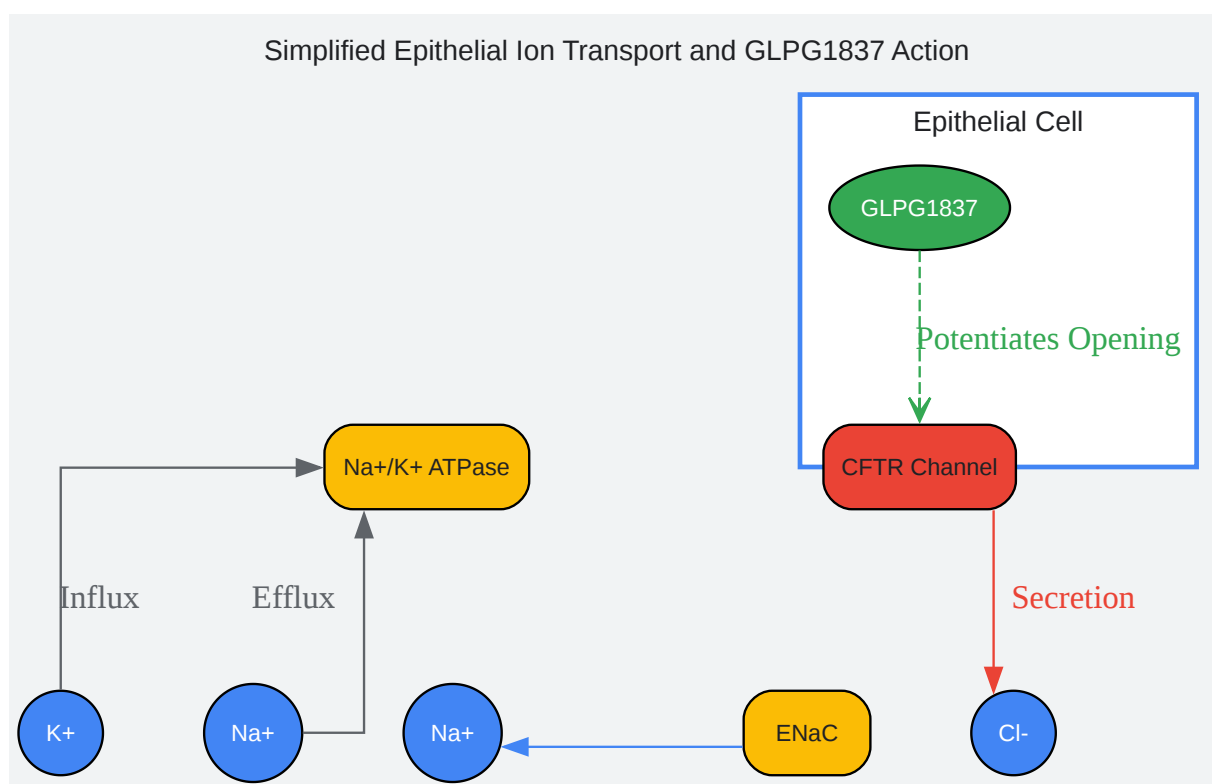 Simplified Epithelial Ion Transport and GLPG1837 Action
Epithelial Cell
GLPG1837
Potentiates Opening
Na+/K+ ATPase
CFTR Channel
Influx
Efflux
Secretion
K+
Na+
Na+
ENaC
Cl-